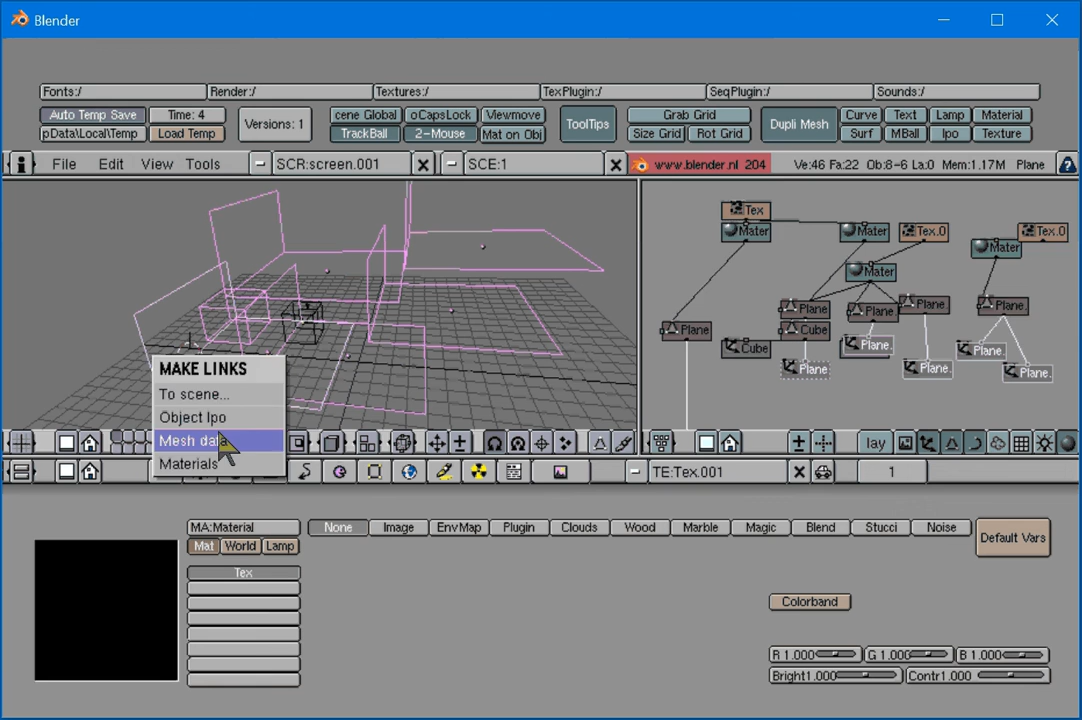 Blender
Fonts:/ Render:/ Textures:/ TexPlugin:/ SeqPlugin:/ Sounds:/
Auto Temp Save Time: 4 Versions: 1 cene Global oCapsLock Viewmove ToolTips Grab Grid Dupli Mesh Curve Text Lamp Material
pData\Local\Temp Load Temp TrackBall 2-Mouse Mat on Obj Size Grid Rot Grid Surf MBall Ipo Texture
File Edit View Tools SCR:screen.001 SCE:1 www.blender.nl 204 Ve:46 Fa:22 Ob:8-6 La:0 Mem:1.17M Plane
Tex
Mater Mater Tex.0 Tex.0
Mater
Mater
Plane Plane Plane Plane
Plane Cube
Cube Plane. Plane.
Plane Plane. Plane.
MAKE LINKS
To scene...
Object Ipo
Mesh data
Materials
lay
TE:Tex.001 1
MA:Material None Image EnvMap Plugin Clouds Wood Marble Magic Blend Stucci Noise Default Vars
Mat World Lamp
Tex
Colorband
R 1.000 G 1.000 B 1.000
Bright1.000 Contr1.000